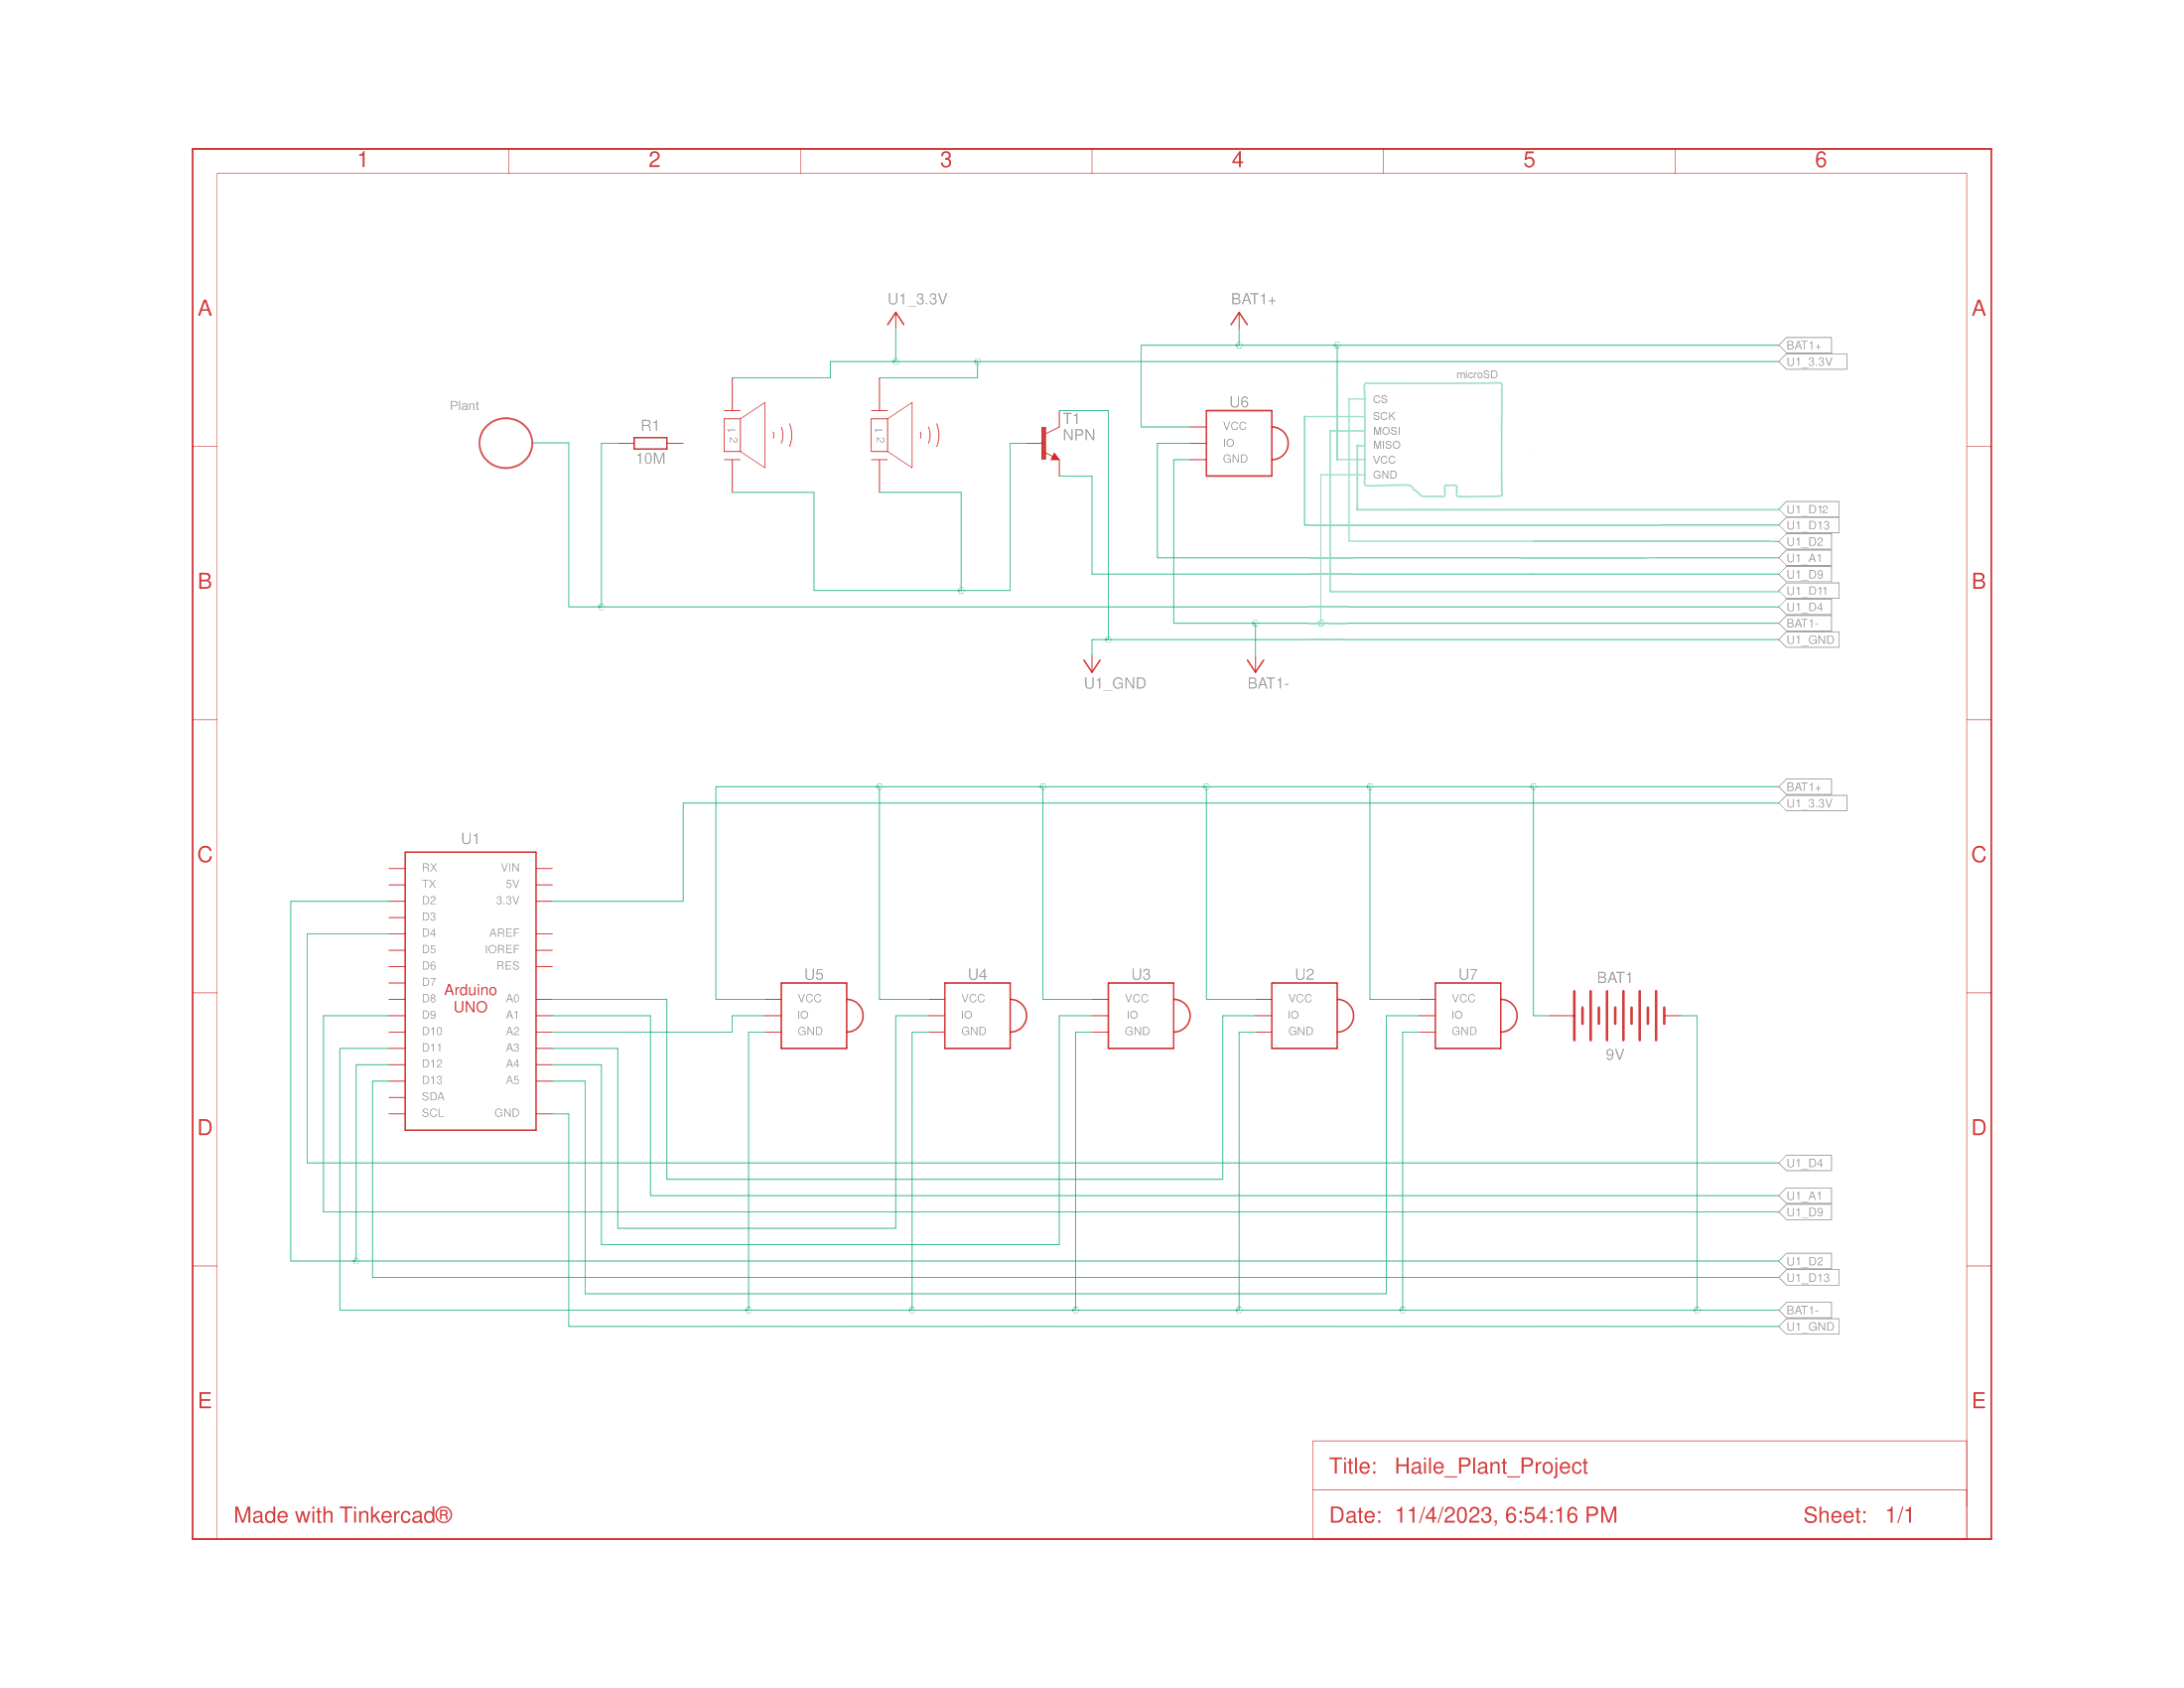 1 2 3 4 5 6
A A
U1_3.3V BAT1+
BAT1+
U1_3.3V
microSD
Plant
R1
10M
1 2
1 2
T1
NPN
U6
VCC
IO
GND
CS
SCK
MOSI
MISO
VCC
GND
U1_D12
U1_D13
U1_D2
U1_A1
U1_D9
U1_D11
U1_D4
BAT1-
U1_GND
B B
U1_GND BAT1-
BAT1+
U1_3.3V
C C
U1
RX VIN
TX 5V
D2 3.3V
D3
D4 AREF
D5 IOREF
D6 RES
D7
D8 A0
D9 A1
D10 A2
D11 A3
D12 A4
D13 A5
SDA
SCL GND
Arduino
UNO
U5
VCC
IO
GND
U4
VCC
IO
GND
U3
VCC
IO
GND
U2
VCC
IO
GND
U7
VCC
IO
GND
BAT1
9V
D D
U1_D4
U1_A1
U1_D9
U1_D2
U1_D13
BAT1-
U1_GND
E E
Title: Haile_Plant_Project
Made with Tinkercad®
Date: 11/4/2023, 6:54:16 PM Sheet: 1/1